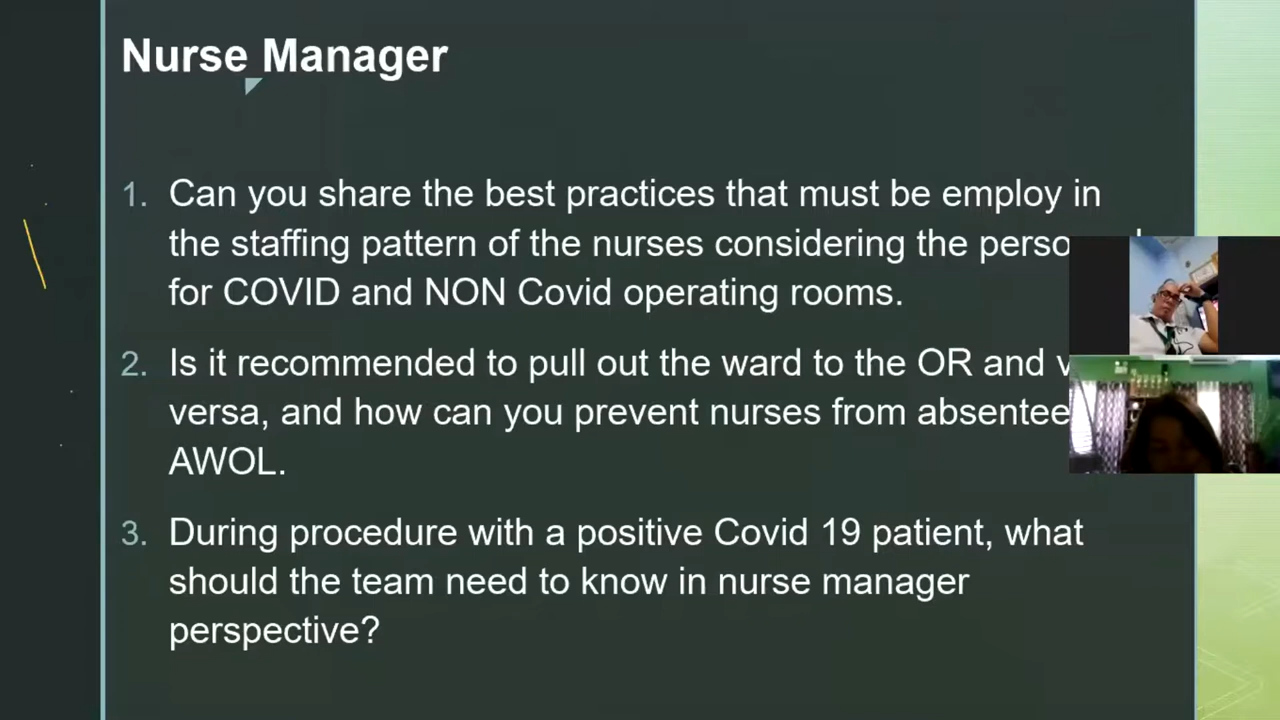 Nurse Manager
1. Can you share the best practices that must be employ in
the staffing pattern of the nurses considering the
for COVID and NON Covid operating rooms.
2. Is it recommended to pull out the ward to the OR and
versa, and how can you prevent nurses from
AWOL.
3. During procedure with a positive Covid 19 patient, what
should the team need to know in nurse manager
perspective?